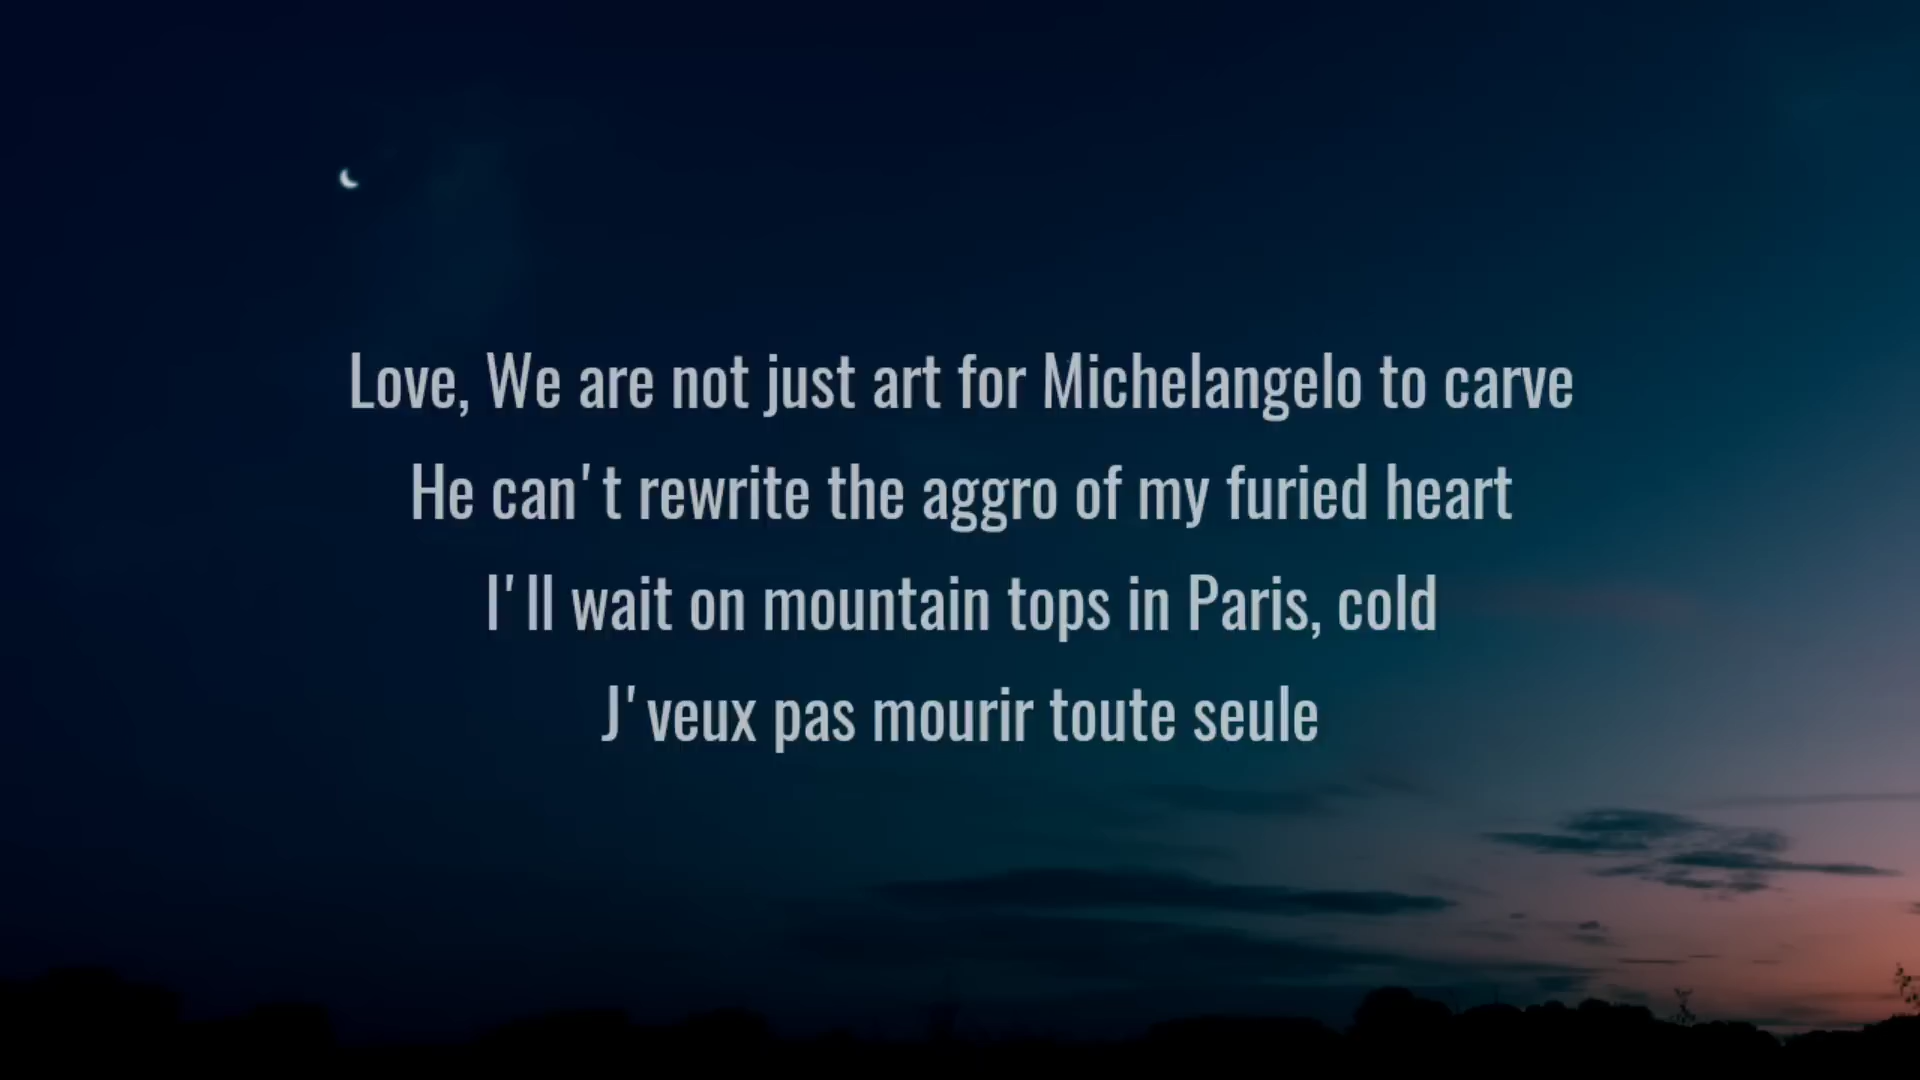 Love, We are not just art for Michelangelo to carve
He can't rewrite the aggro of my furied heart
I'll wait on mountain tops in Paris, cold
J'veux pas mourir toute seule